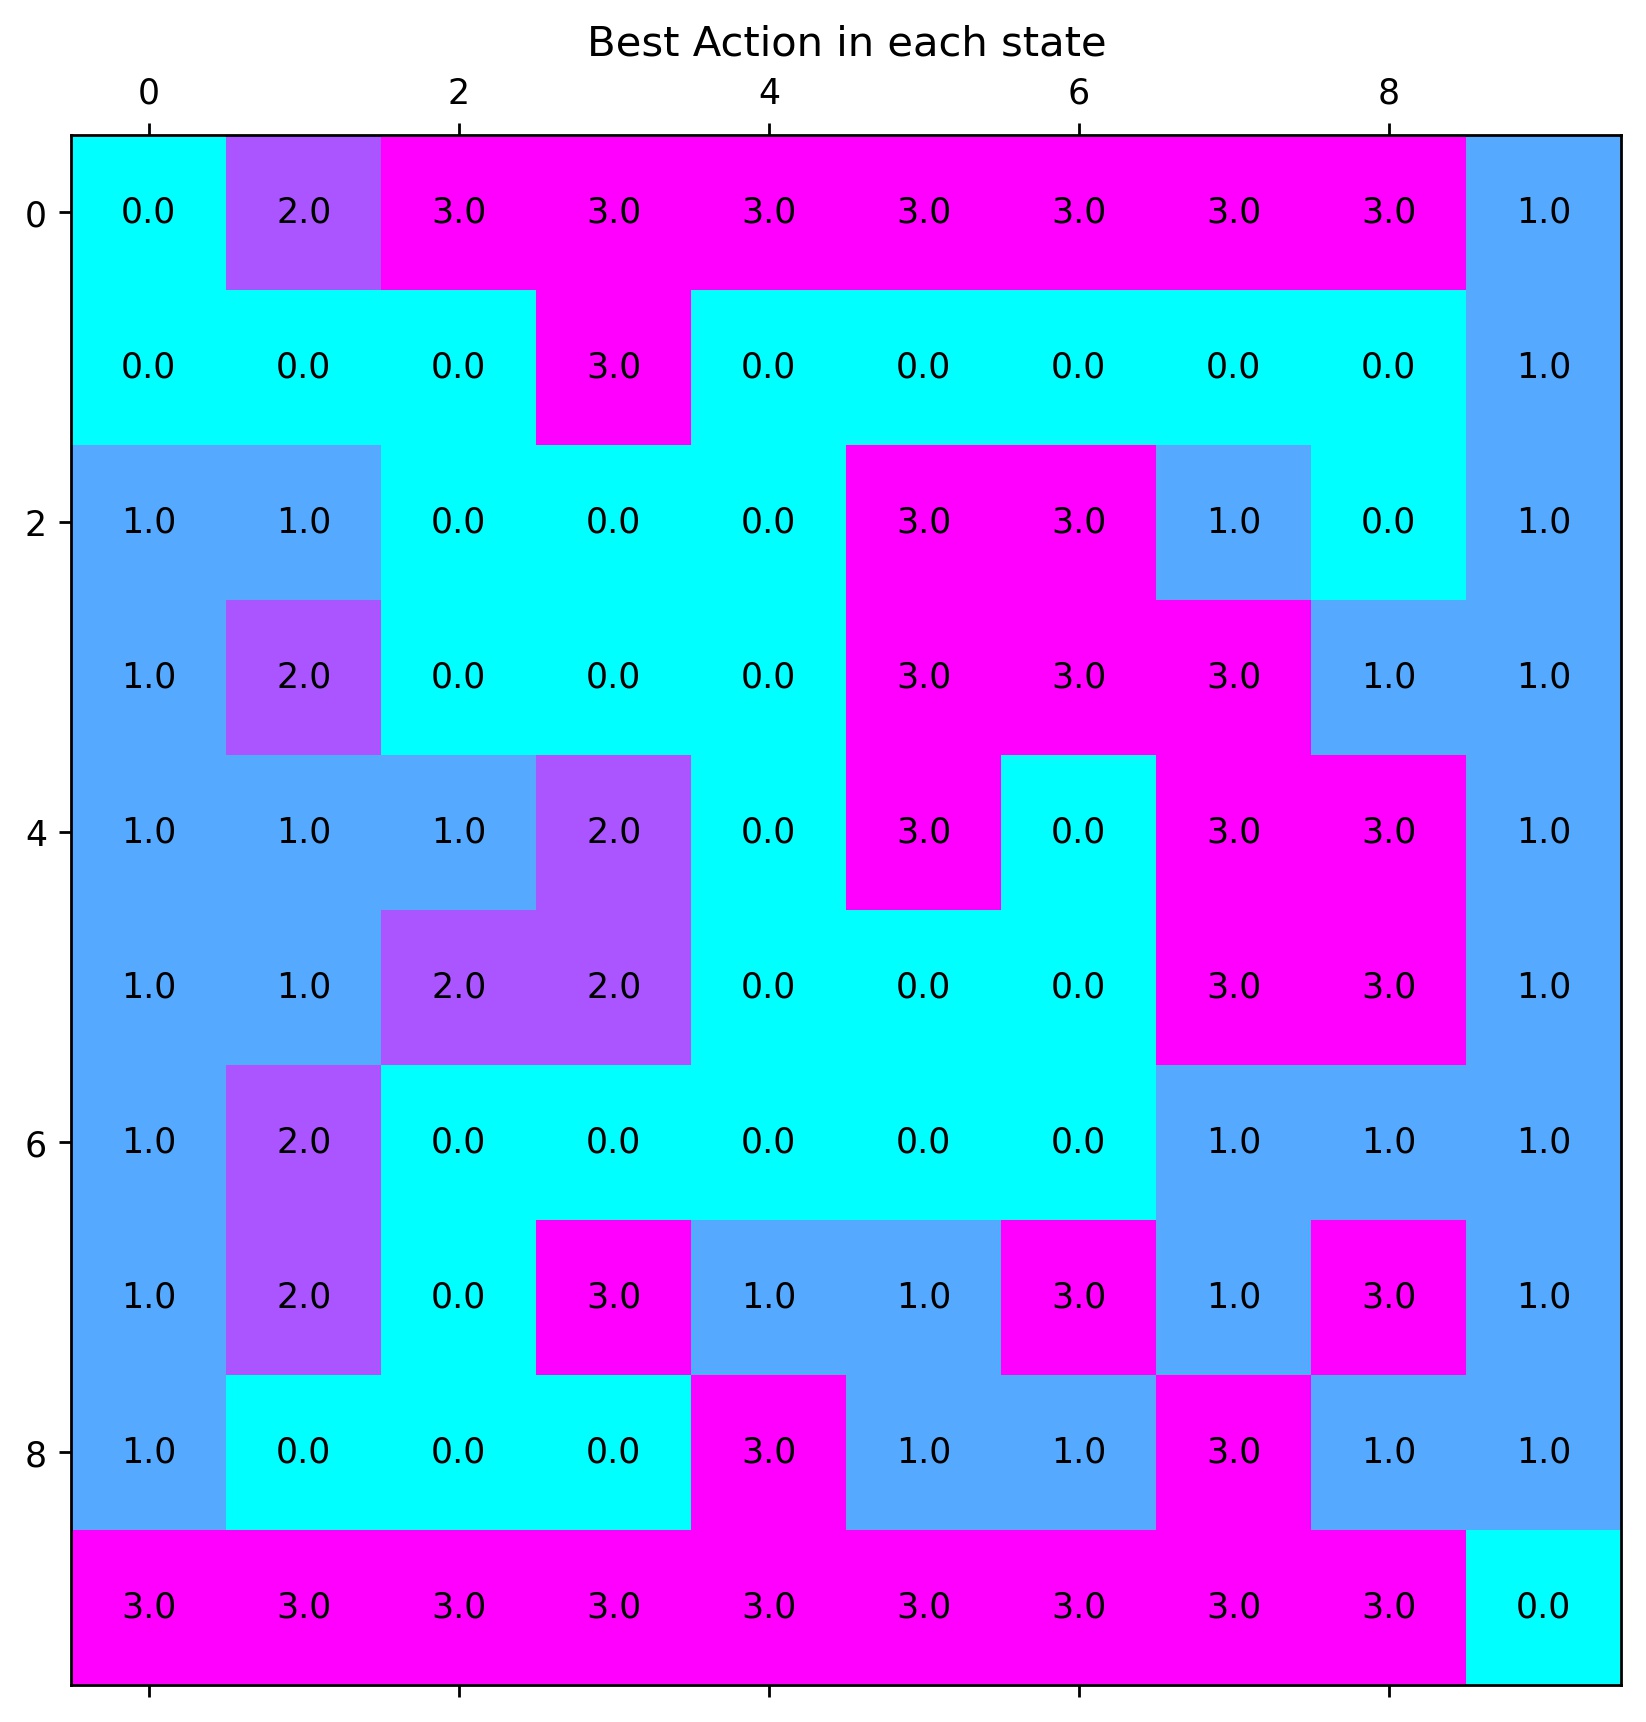 Best Action in each state
0 2 4 6 8
0 0.0 2.0 3.0 3.0 3.0 3.0 3.0 3.0 3.0 1.0
0.0 0.0 0.0 3.0 0.0 0.0 0.0 0.0 0.0 1.0
2 1.0 1.0 0.0 0.0 0.0 3.0 3.0 1.0 0.0 1.0
1.0 2.0 0.0 0.0 0.0 3.0 3.0 3.0 1.0 1.0
4 1.0 1.0 1.0 2.0 0.0 3.0 0.0 3.0 3.0 1.0
1.0 1.0 2.0 2.0 0.0 0.0 0.0 3.0 3.0 1.0
6 1.0 2.0 0.0 0.0 0.0 0.0 0.0 1.0 1.0 1.0
1.0 2.0 0.0 3.0 1.0 1.0 3.0 1.0 3.0 1.0
8 1.0 0.0 0.0 0.0 3.0 1.0 1.0 3.0 1.0 1.0
3.0 3.0 3.0 3.0 3.0 3.0 3.0 3.0 3.0 0.0